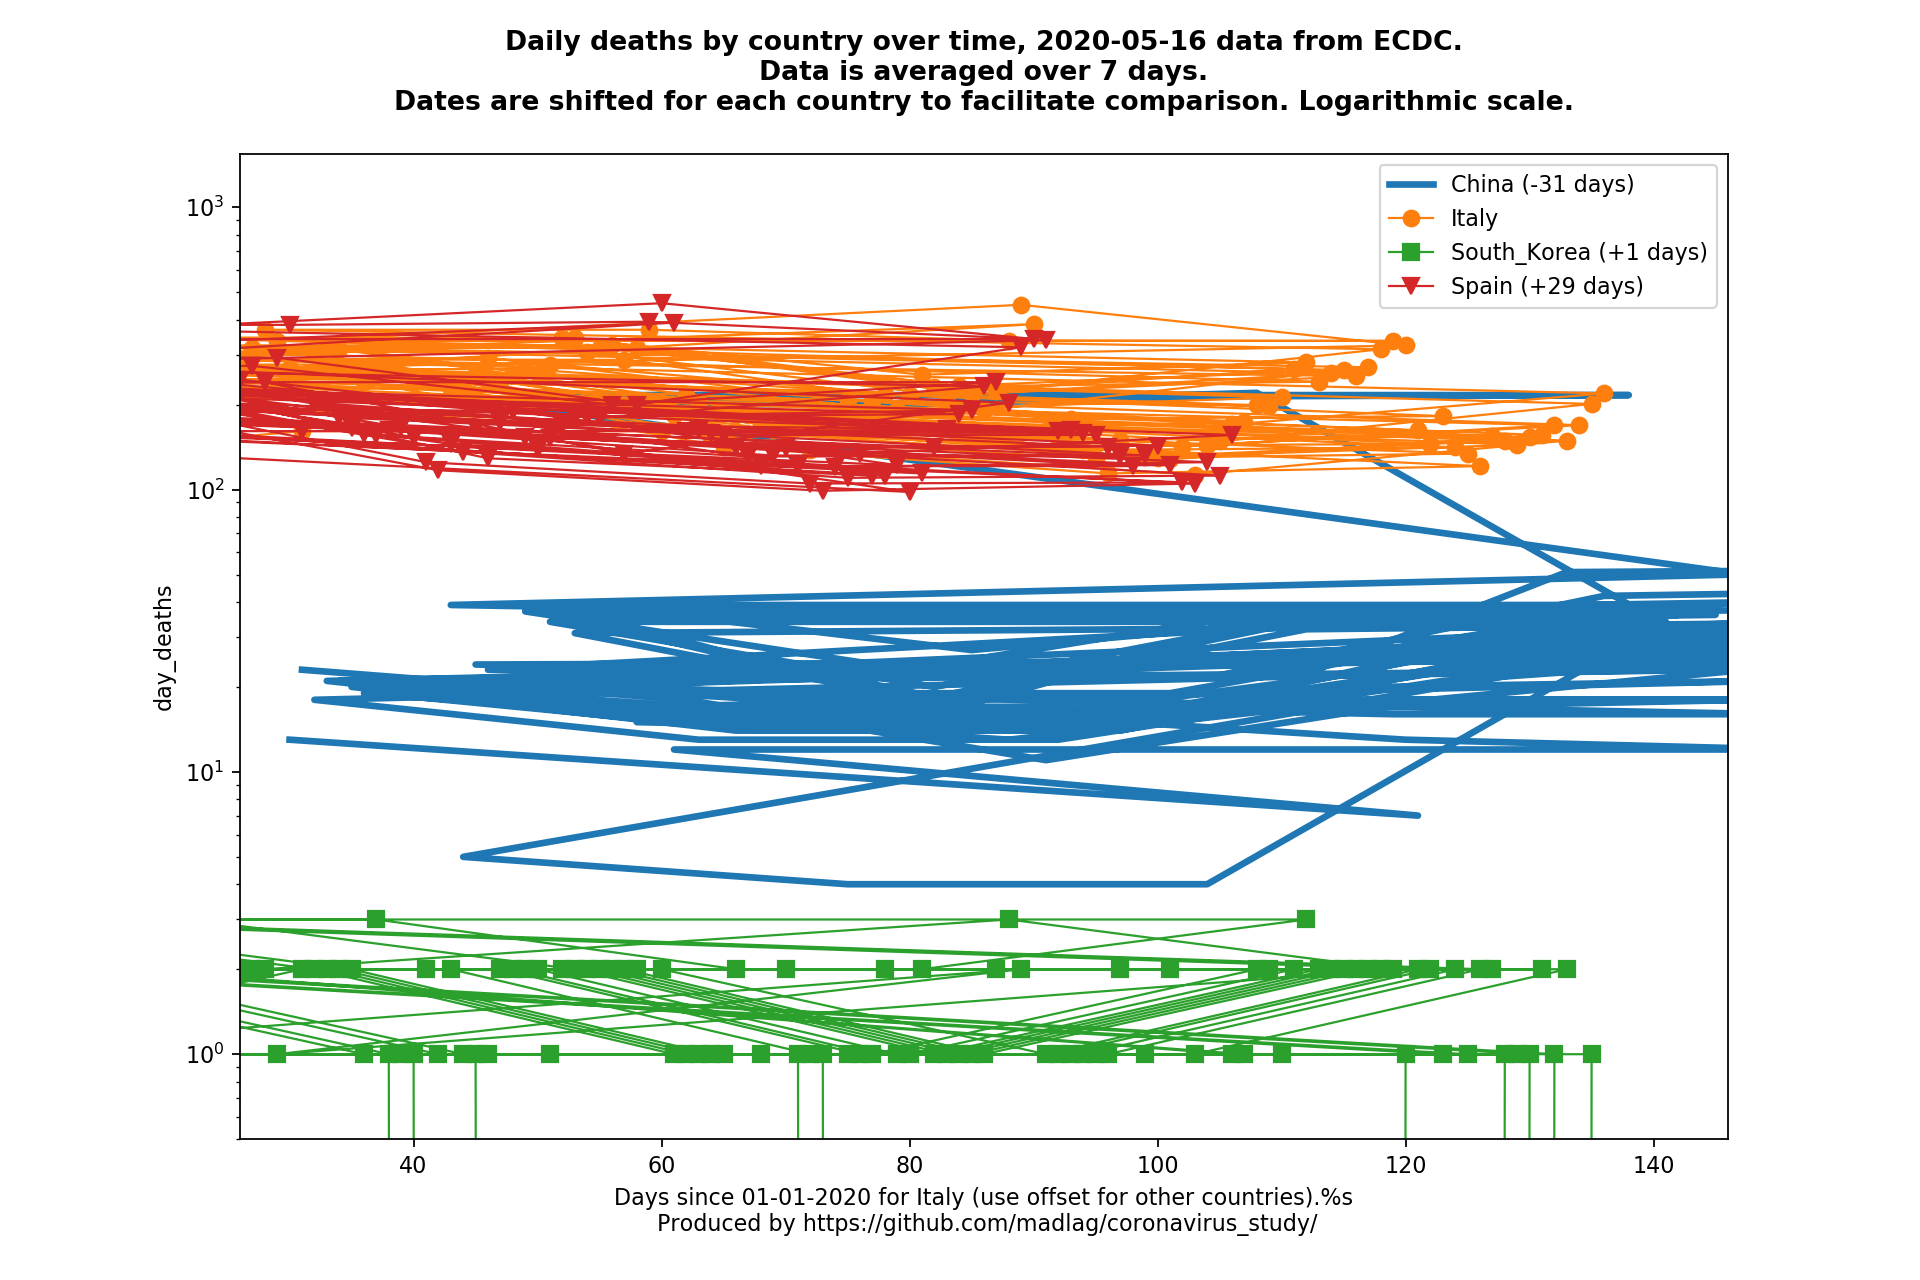 Daily deaths by country over time, 2020-05-16 data from ECDC.
Data is averaged over 7 days.
Dates are shifted for each country to facilitate comparison. Logarithmic scale.
China (-31 days)
Italy
South_Korea (+1 days)
Spain (+29 days)
day_deaths
10³
10²
10¹
10⁰
40 60 80 100 120 140
Days since 01-01-2020 for Italy (use offset for other countries).%s
Produced by https://github.com/madlag/coronavirus_study/